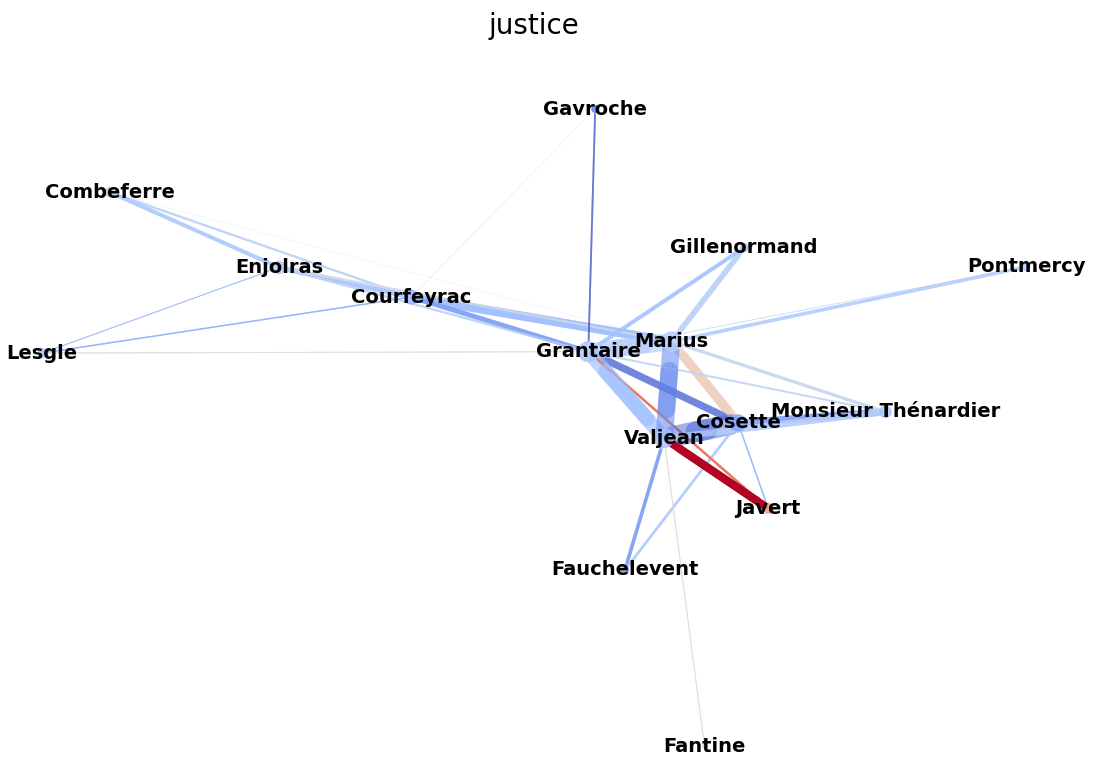 justice
Gavroche
Combeferre
Gillenormand
Enjolras
Pontmercy
Courfeyrac
Marius
Lesgle
Grantaire
Monsieur Thénardier
Cosette
Valjean
Javert
Fauchelevent
Fantine